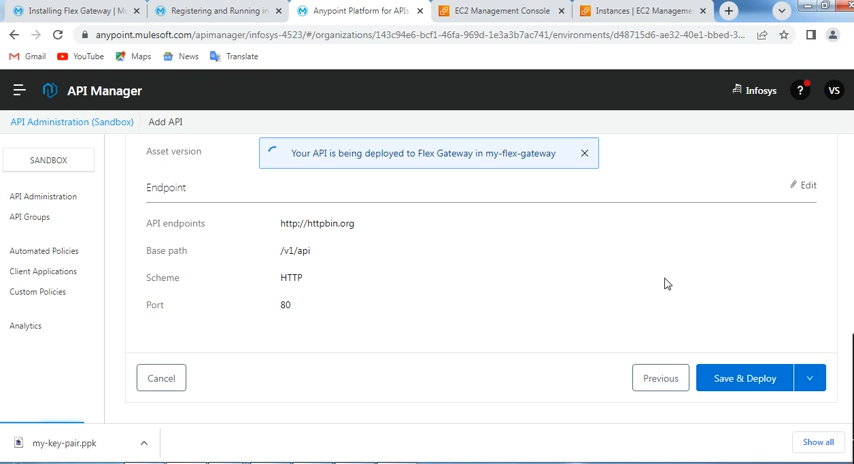 Installing Flex Gateway | M
Registering and Running in
Anypoint Platform for APIs
EC2 Management Console
Instances | EC2 Manageme
anypoint.mulesoft.com/apimanager/infosys-4523/#/organizations/143c94e6-bcf1-46fa-969d-1e3a3b7ac741/environments/d48715d6-ae32-40e1-bbed-3...
Gmail
YouTube
Maps
News
Translate
API Manager
Infosys
?
VS
API Administration (Sandbox)
Add API
SANDBOX
API Administration
API Groups
Automated Policies
Client Applications
Custom Policies
Analytics
Asset version
Your API is being deployed to Flex Gateway in my-flex-gateway
Endpoint
Edit
API endpoints
http://httpbin.org
Base path
/v1/api
Scheme
HTTP
Port
80
Cancel
Previous
Save & Deploy
my-key-pair.ppk
Show all